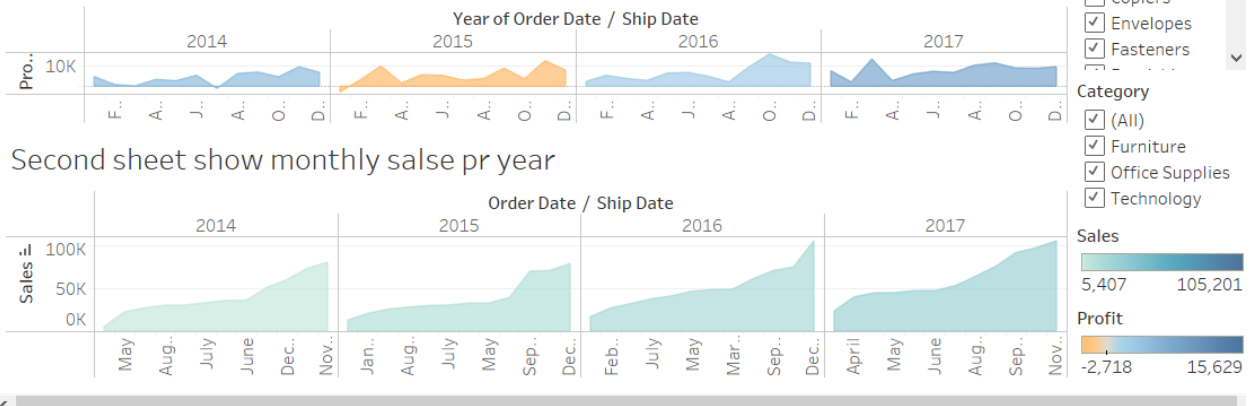 Year of Order Date / Ship Date
2014 2015 2016 2017
Pro..
10K
F.. A.. J.. A.. O.. D.. F.. A.. J.. A.. O.. D.. F.. A.. J.. A.. O.. D.. F.. A.. J.. A.. O.. D..
Second sheet show monthly salse pr year
Order Date / Ship Date
2014 2015 2016 2017
Sales
100K
50K
0K
May Aug.. July June Dec.. Nov.. Jan.. Aug.. July May Sep.. Dec.. Feb.. July May Mar.. Sep.. Dec.. April May June Aug.. Sep.. Nov..
Copiers
Envelopes
Fasteners
Category
(All)
Furniture
Office Supplies
Technology
Sales
5,407 105,201
Profit
-2,718 15,629